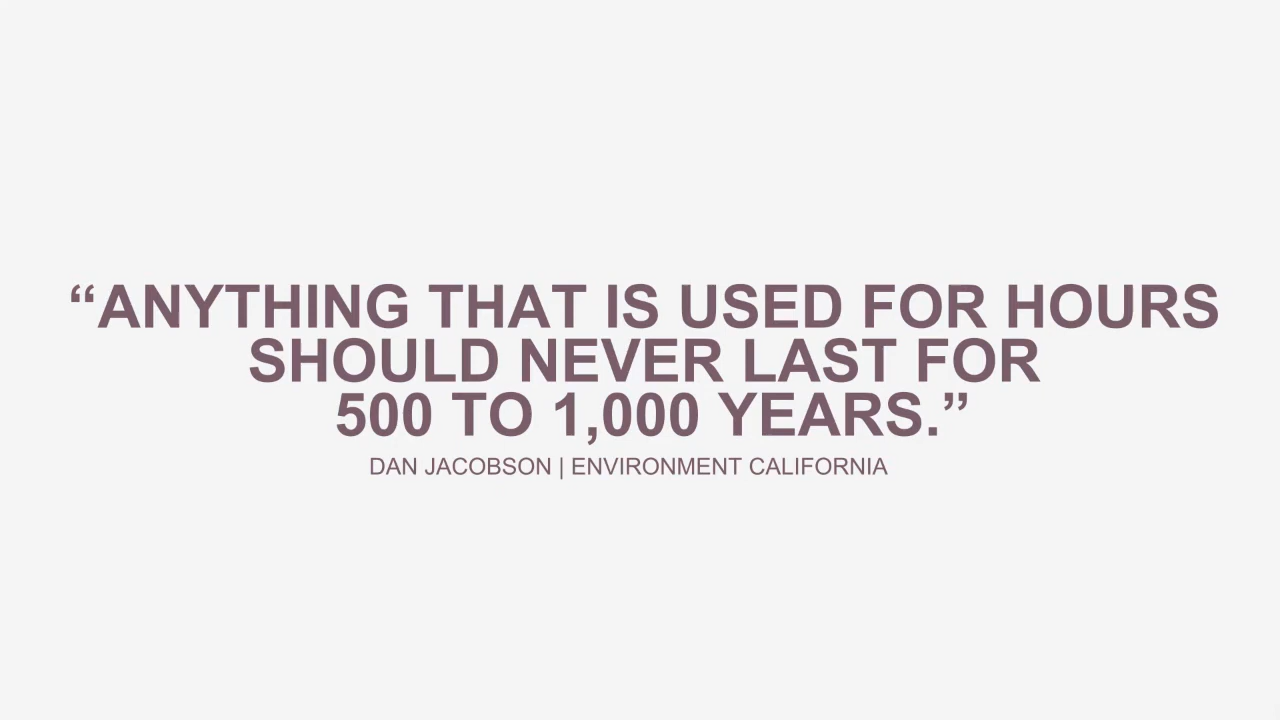 “ANYTHING THAT IS USED FOR HOURS
SHOULD NEVER LAST FOR
500 TO 1,000 YEARS.”
DAN JACOBSON | ENVIRONMENT CALIFORNIA